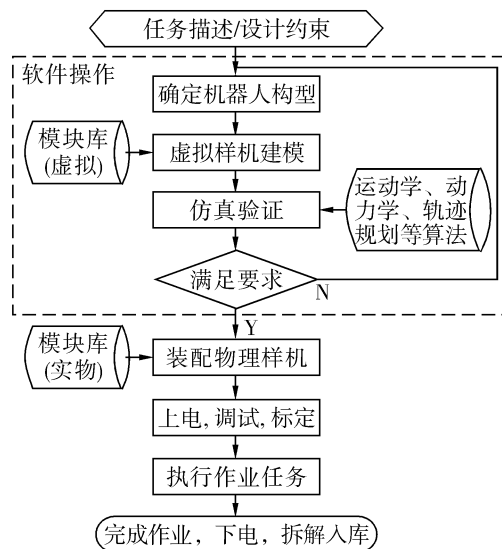 任务描述/设计约束
软件操作
确定机器人构型
模块库
(虚拟)
虚拟样机建模
仿真验证
运动学、动
力学、轨迹
规划等算法
满足要求
N
Y
模块库
(实物)
装配物理样机
上电,调试,标定
执行作业任务
完成作业，下电，拆解入库